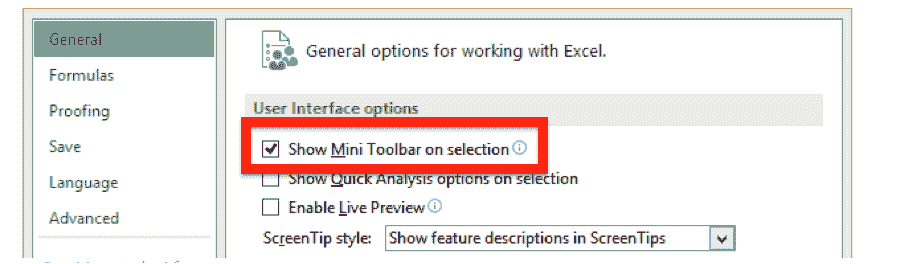 General
Formulas
Proofing
Save
Language
Advanced
General options for working with Excel.
User Interface options
Show Mini Toolbar on selection
Show Quick Analysis options on selection
Enable Live Preview
ScreenTip style: Show feature descriptions in ScreenTips